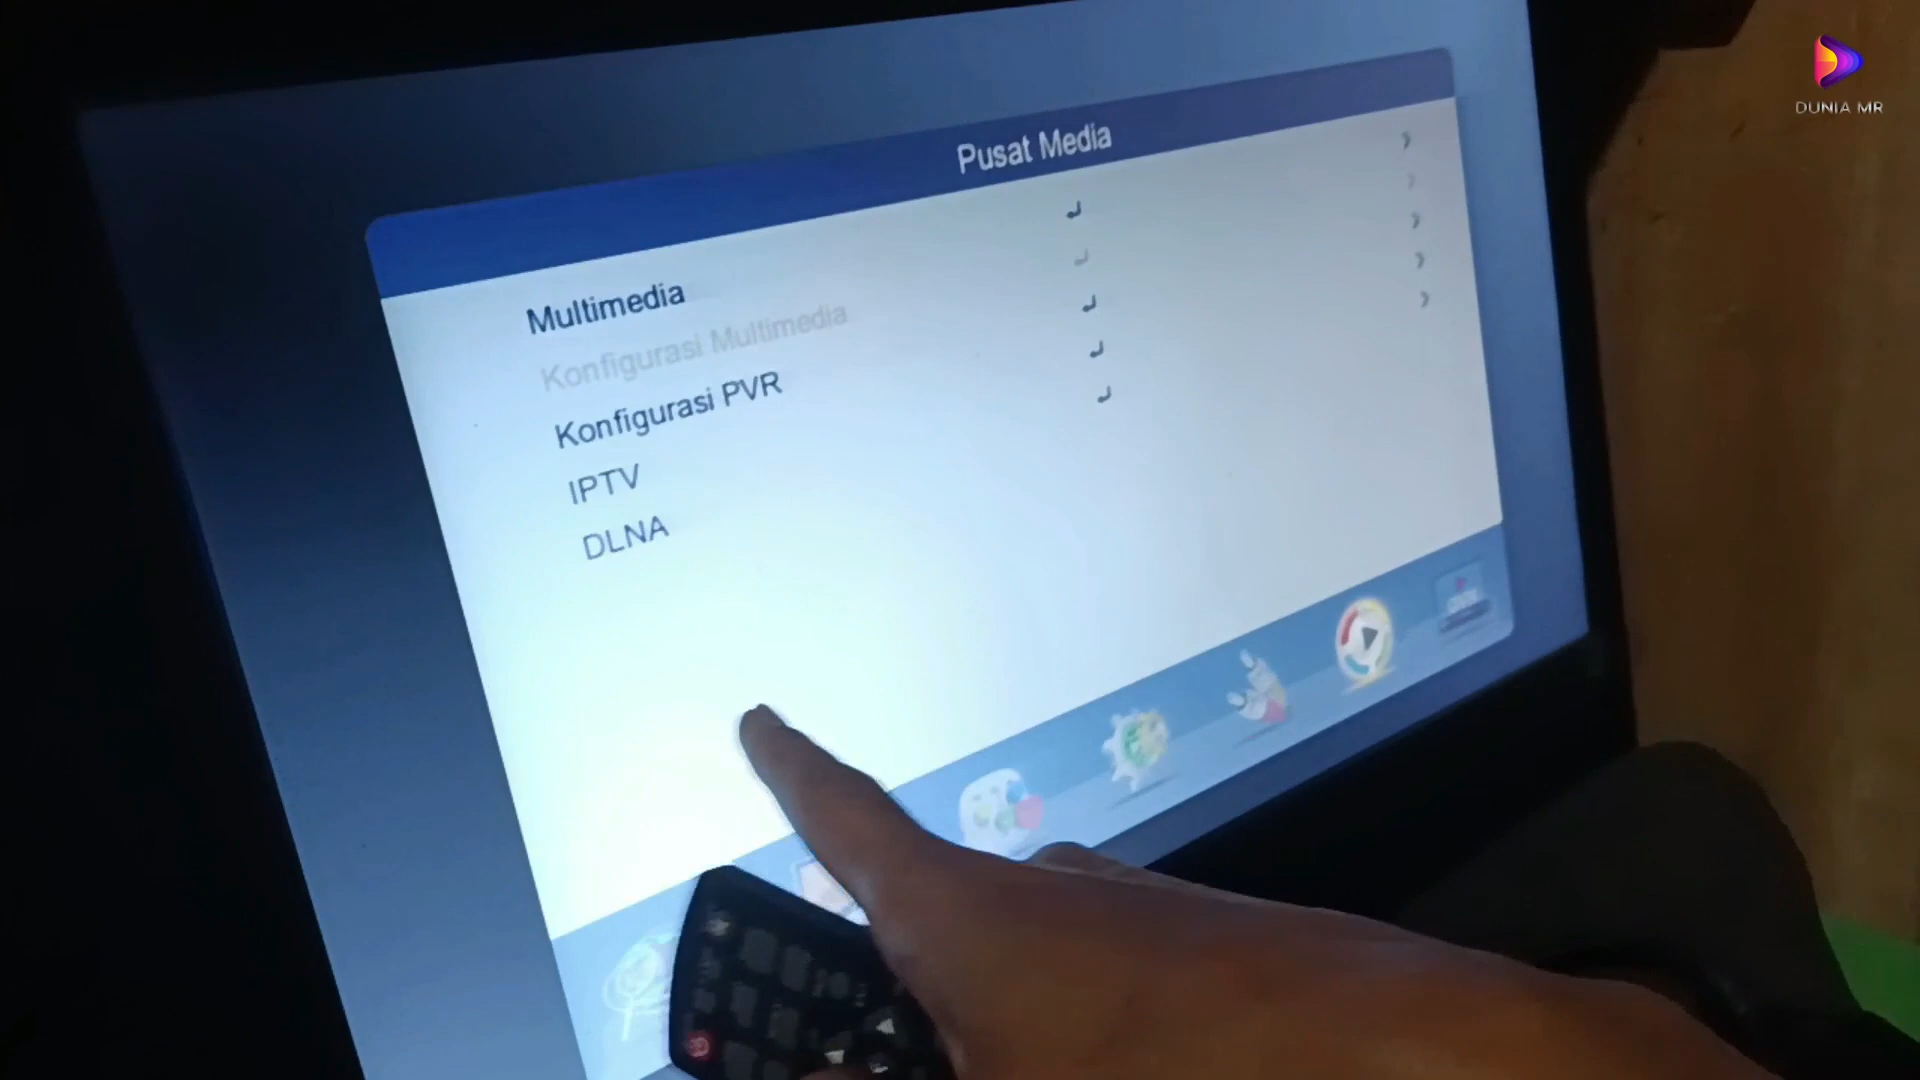 DUNIA MR
Pusat Media
Multimedia
Konfigurasi Multimedia
Konfigurasi PVR
IPTV
DLNA